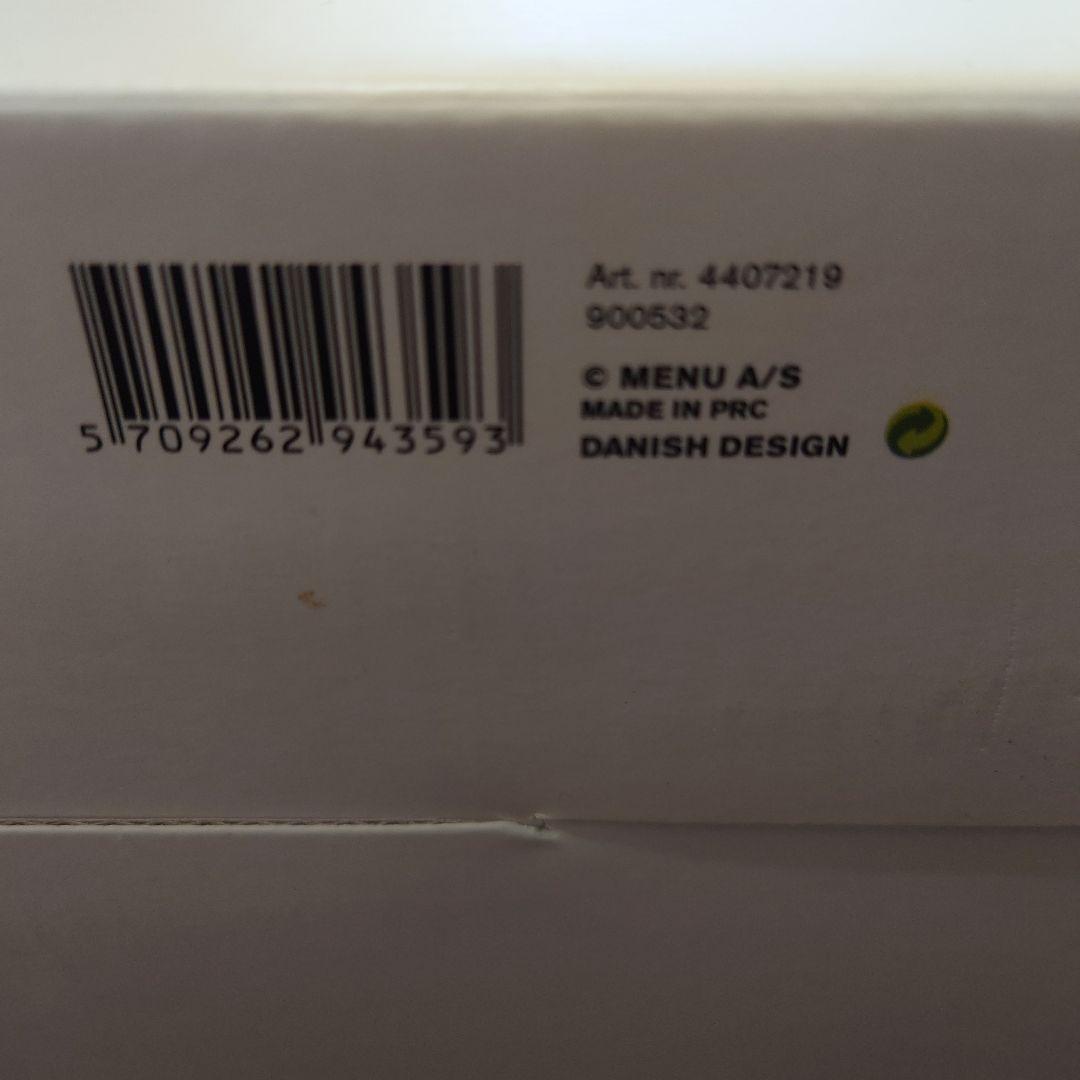 5 709262 943593
Art. nr. 4407219
900532
© MENU A/S
MADE IN PRC
DANISH DESIGN